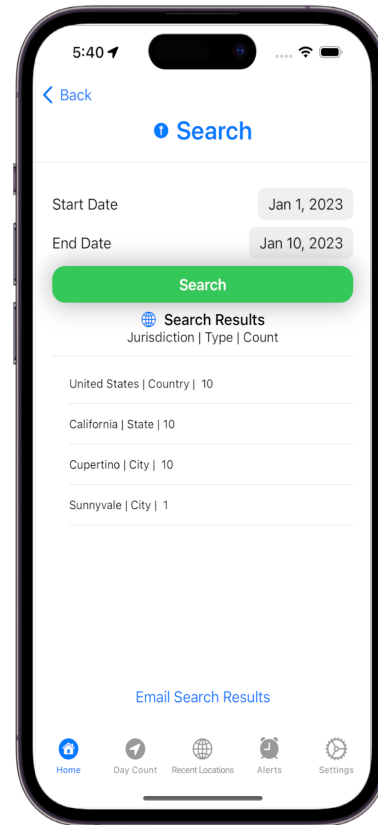 5:40
Back
Search
Start Date Jan 1, 2023
End Date Jan 10, 2023
Search
Search Results
Jurisdiction | Type | Count
United States | Country | 10
California | State | 10
Cupertino | City | 10
Sunnyvale | City | 1
Email Search Results
Home Day Count Recent Locations Alerts Settings